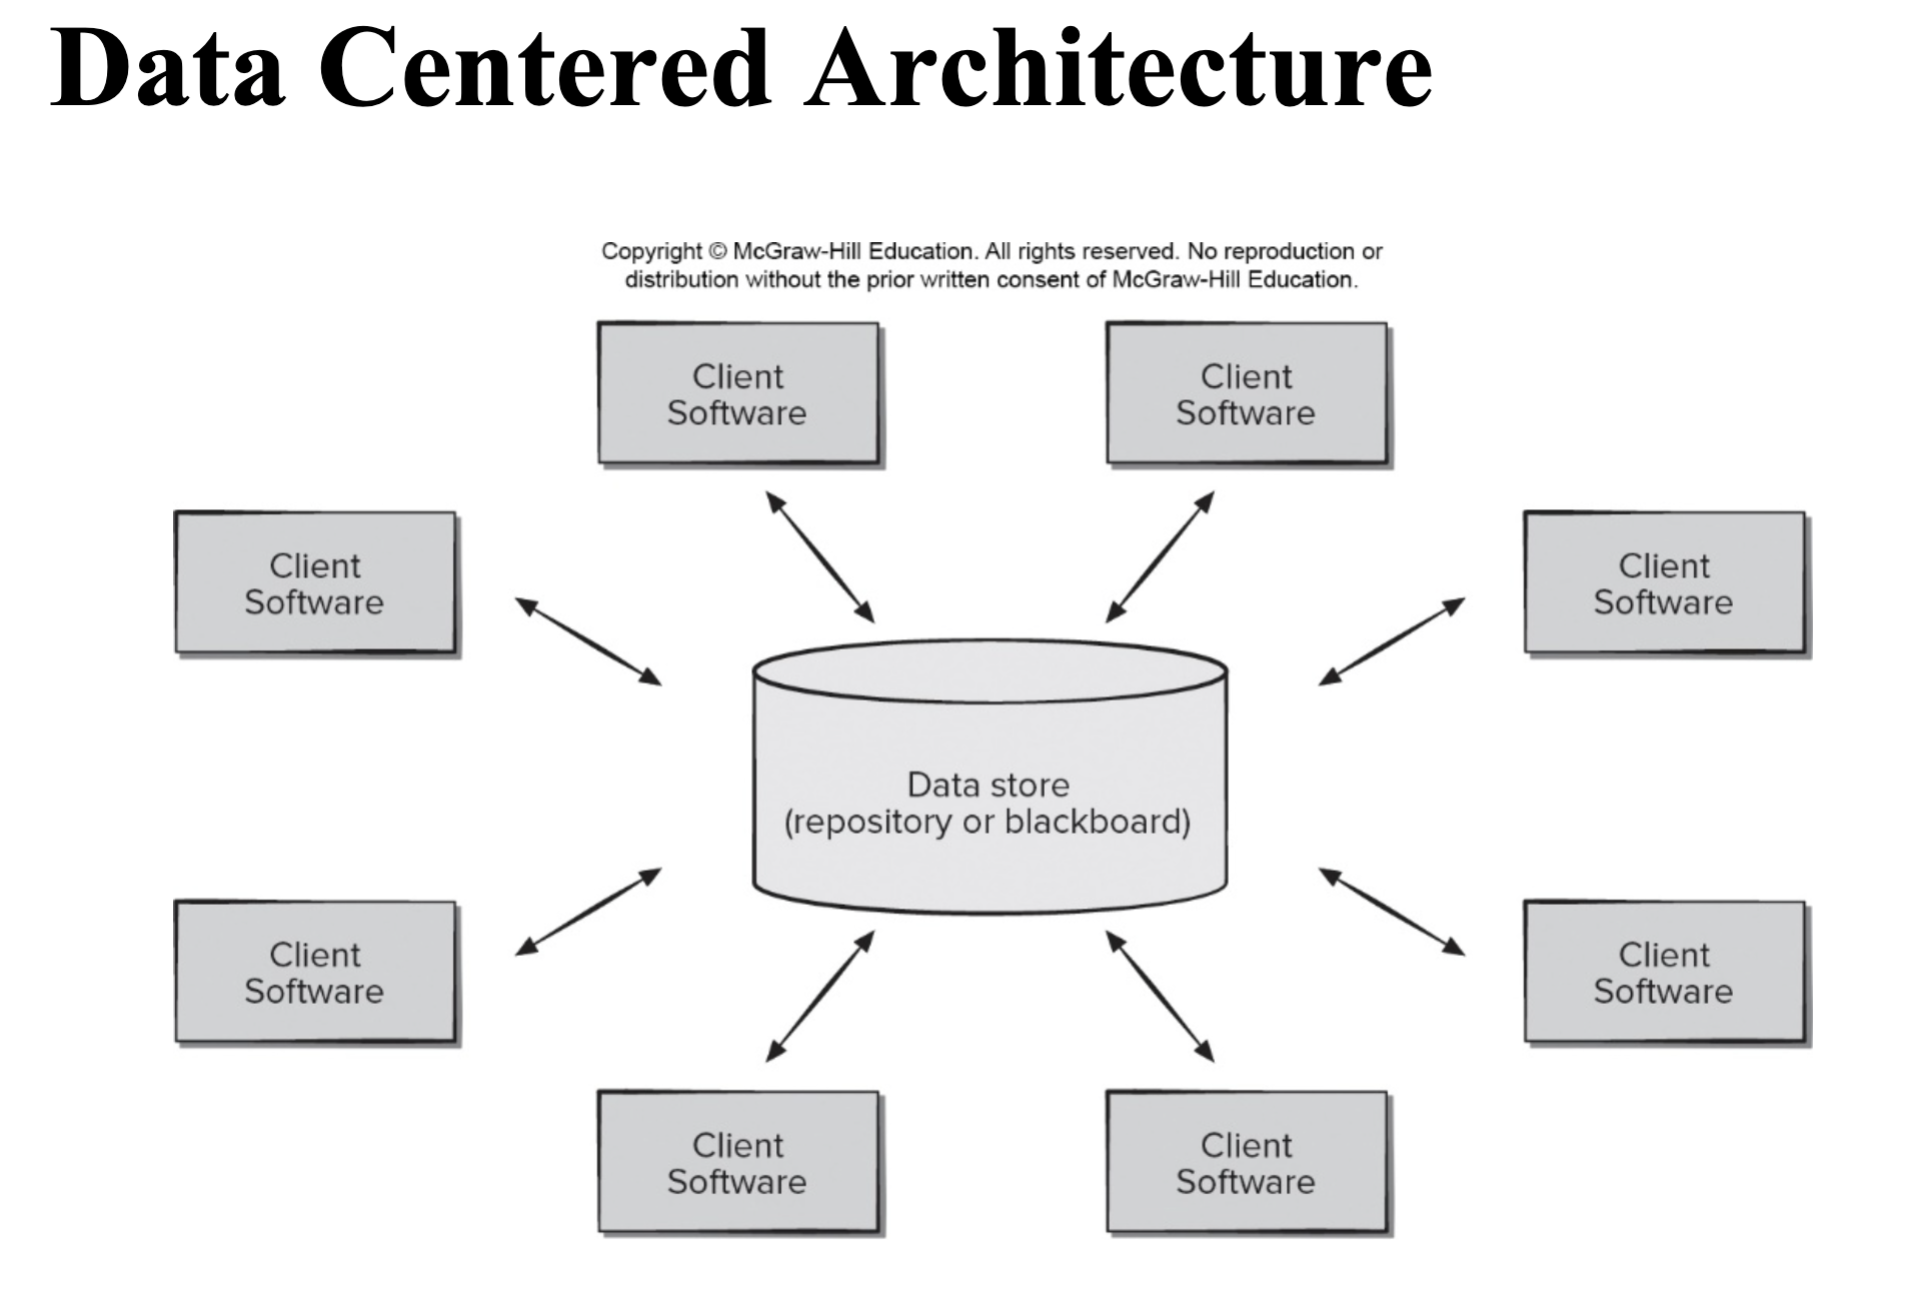 Data Centered Architecture
Copyright © McGraw-Hill Education. All rights reserved. No reproduction or
distribution without the prior written consent of McGraw-Hill Education.
Client
Software
Client
Software
Client
Software
Client
Software
Data store
(repository or blackboard)
Client
Software
Client
Software
Client
Software
Client
Software